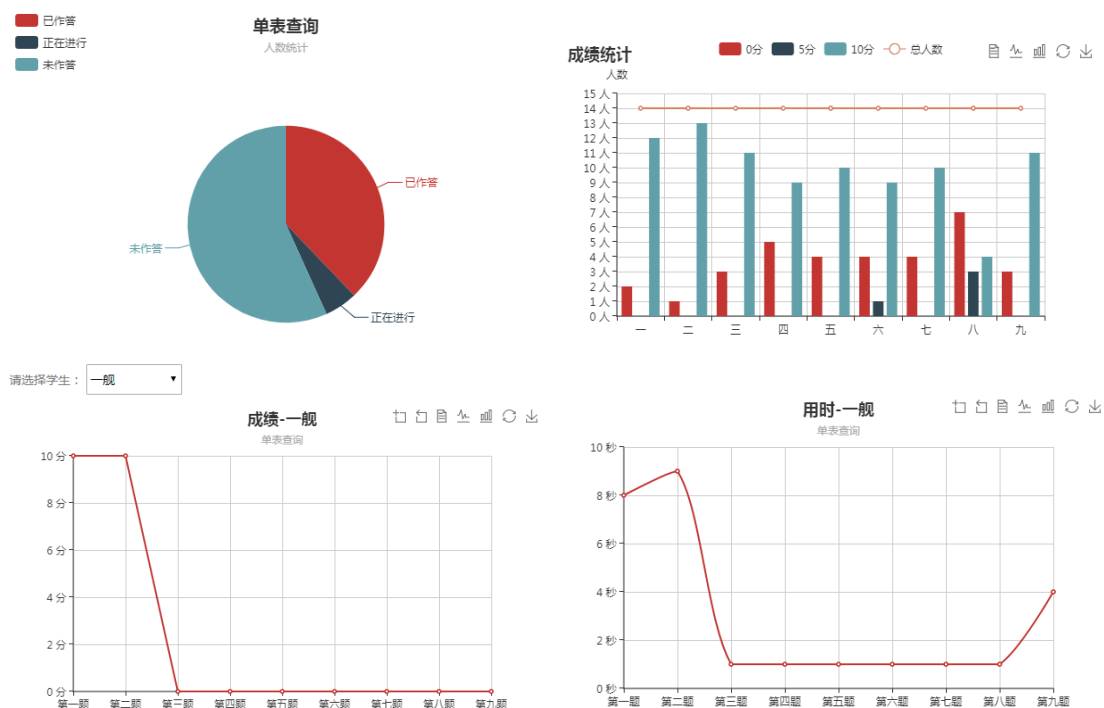 已作答
正在进行
未作答
单表查询
人数统计
已作答
未作答
正在进行
成绩统计
0分 5分 10分 总人数
人数
15 人
14 人
13 人
12 人
11 人
10 人
9 人
8 人
7 人
6 人
5 人
4 人
3 人
2 人
1 人
0 人
一 二 三 四 五 六 七 八 九
请选择学生： 一舰
成绩-一舰
单表查询
10 分
8 分
6 分
4 分
2 分
0 分
第一题 第二题 第三题 第四题 第五题 第六题 第七题 第八题 第九题
用时-一舰
单表查询
10 秒
8 秒
6 秒
4 秒
2 秒
0 秒
第一题 第二题 第三题 第四题 第五题 第六题 第七题 第八题 第九题